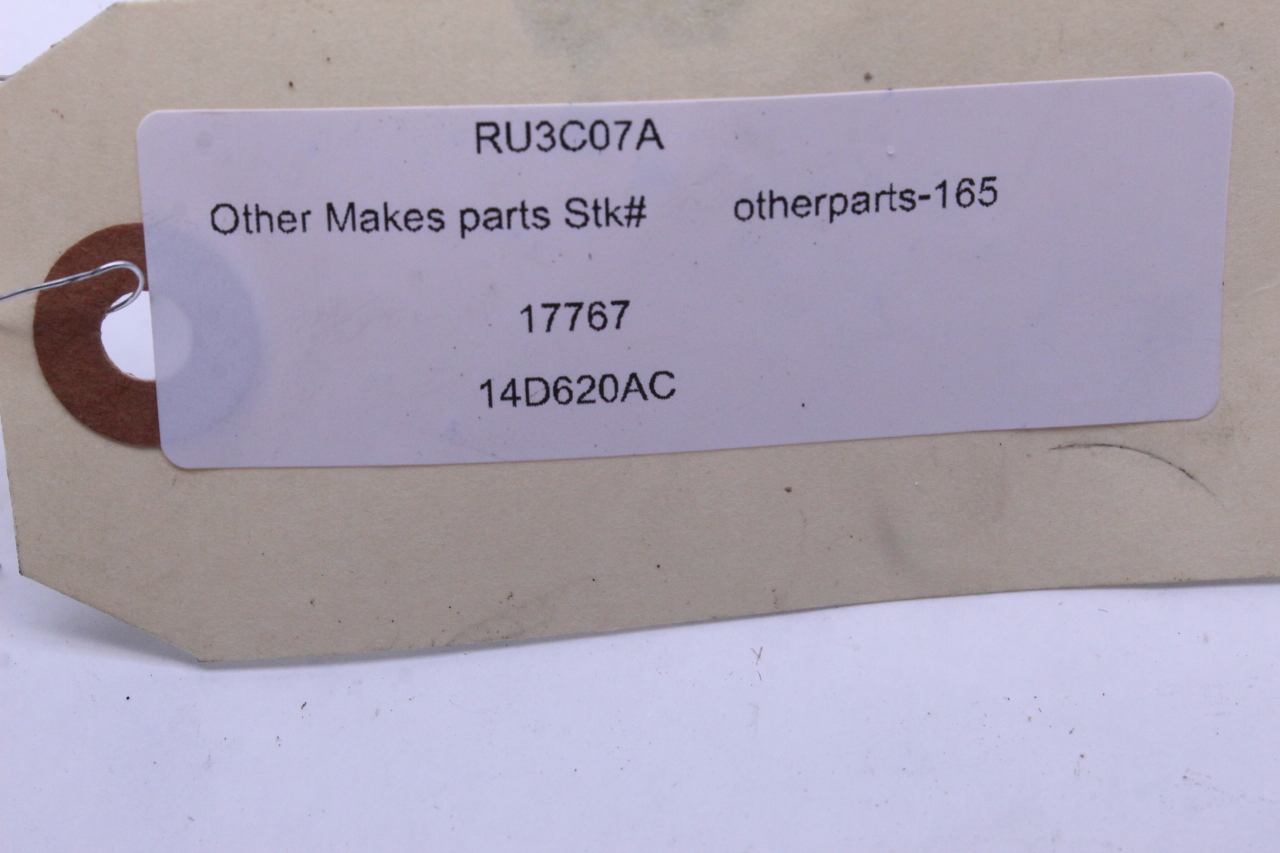 RU3C07A
Other Makes parts Stk# otherparts-165
17767
14D620AC